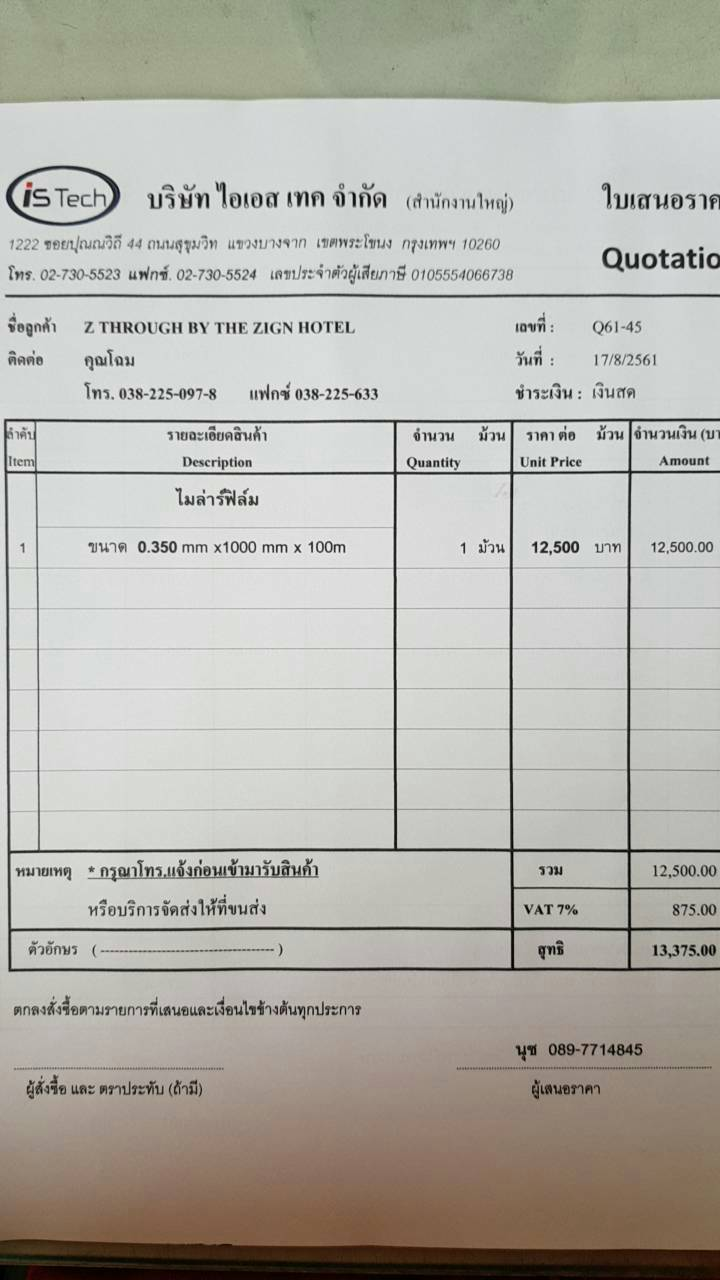 iS Tech บริษัท ไอเอส เทค จำกัด (สำนักงานใหญ่) ใบเสนอราค
1222 ซอยปุณณวิถี 44 ถนนสุขุมวิท แขวงบางจาก เขตพระโขนง กรุงเทพฯ 10260
Quotatio
โทร. 02-730-5523 แฟกซ์. 02-730-5524 เลขประจำตัวผู้เสียภาษี 0105554066738
ชื่อลูกค้า Z THROUGH BY THE ZIGN HOTEL เลขที่ : Q61-45
ติดต่อ คุณโฉม วันที่ : 17/8/2561
โทร. 038-225-097-8 แฟกซ์ 038-225-633 ชำระเงิน : เงินสด
ลำดับ รายละเอียดสินค้า จำนวน ม้วน ราคา ต่อ ม้วน จำนวนเงิน (บา
Item Description Quantity Unit Price Amount
ไมล่าร์ฟิล์ม
1 ขนาด 0.350 mm x1000 mm x 100m 1 ม้วน 12,500 บาท 12,500.00
หมายเหตุ * กรุณาโทร.แจ้งก่อนเข้ามารับสินค้า รวม 12,500.00
หรือบริการจัดส่งให้ที่ขนส่ง VAT 7% 875.00
ตัวอักษร (--------------------------------------) สุทธิ 13,375.00
ตกลงสั่งซื้อตามรายการที่เสนอและเงื่อนไขข้างต้นทุกประการ
นุช 089-7714845
ผู้สั่งซื้อ และ ตราประทับ (ถ้ามี) ผู้เสนอราคา